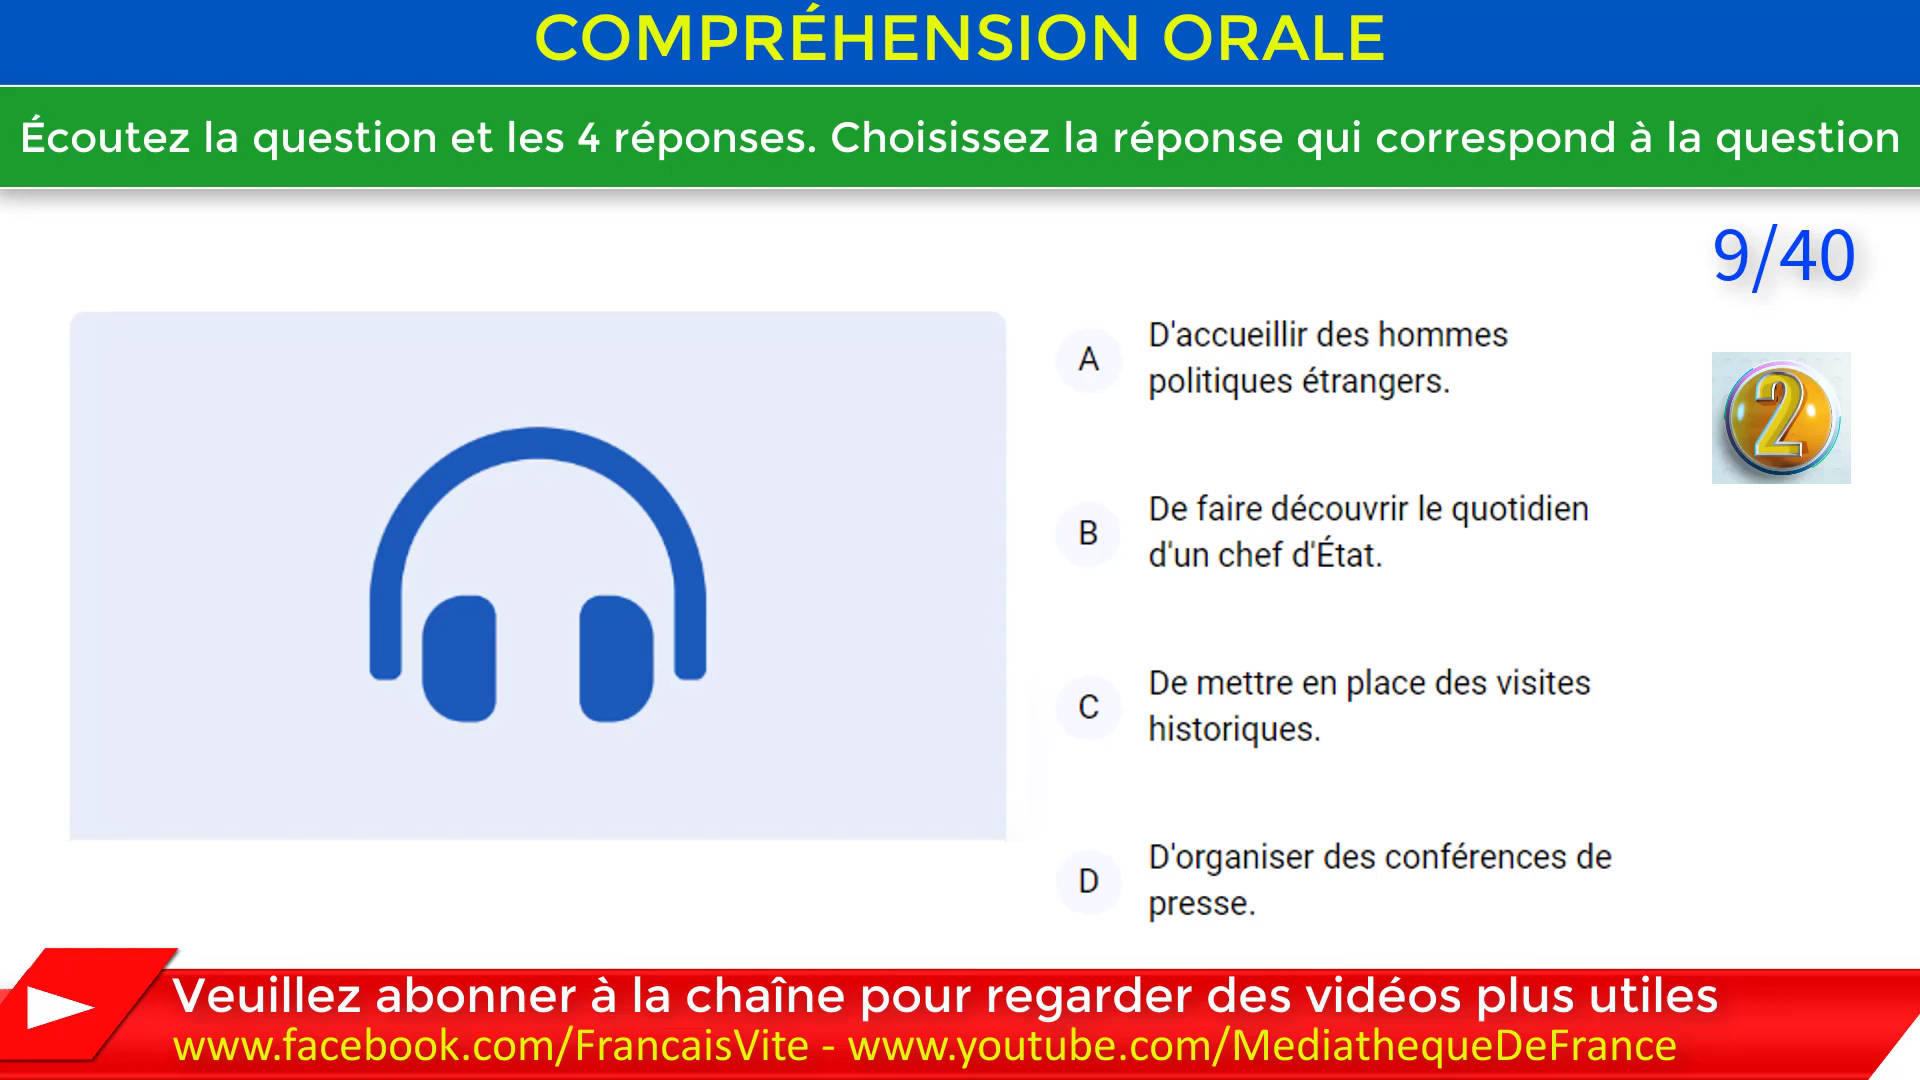 COMPRÉHENSION ORALE
Écoutez la question et les 4 réponses. Choisissez la réponse qui correspond à la question
9/40
A
D'accueillir des hommes
politiques étrangers.
2
B
De faire découvrir le quotidien
d'un chef d'État.
C
De mettre en place des visites
historiques.
D
D'organiser des conférences de
presse.
Veuillez abonner à la chaîne pour regarder des vidéos plus utiles
www.facebook.com/FrancaisVite - www.youtube.com/MediathequeDeFrance